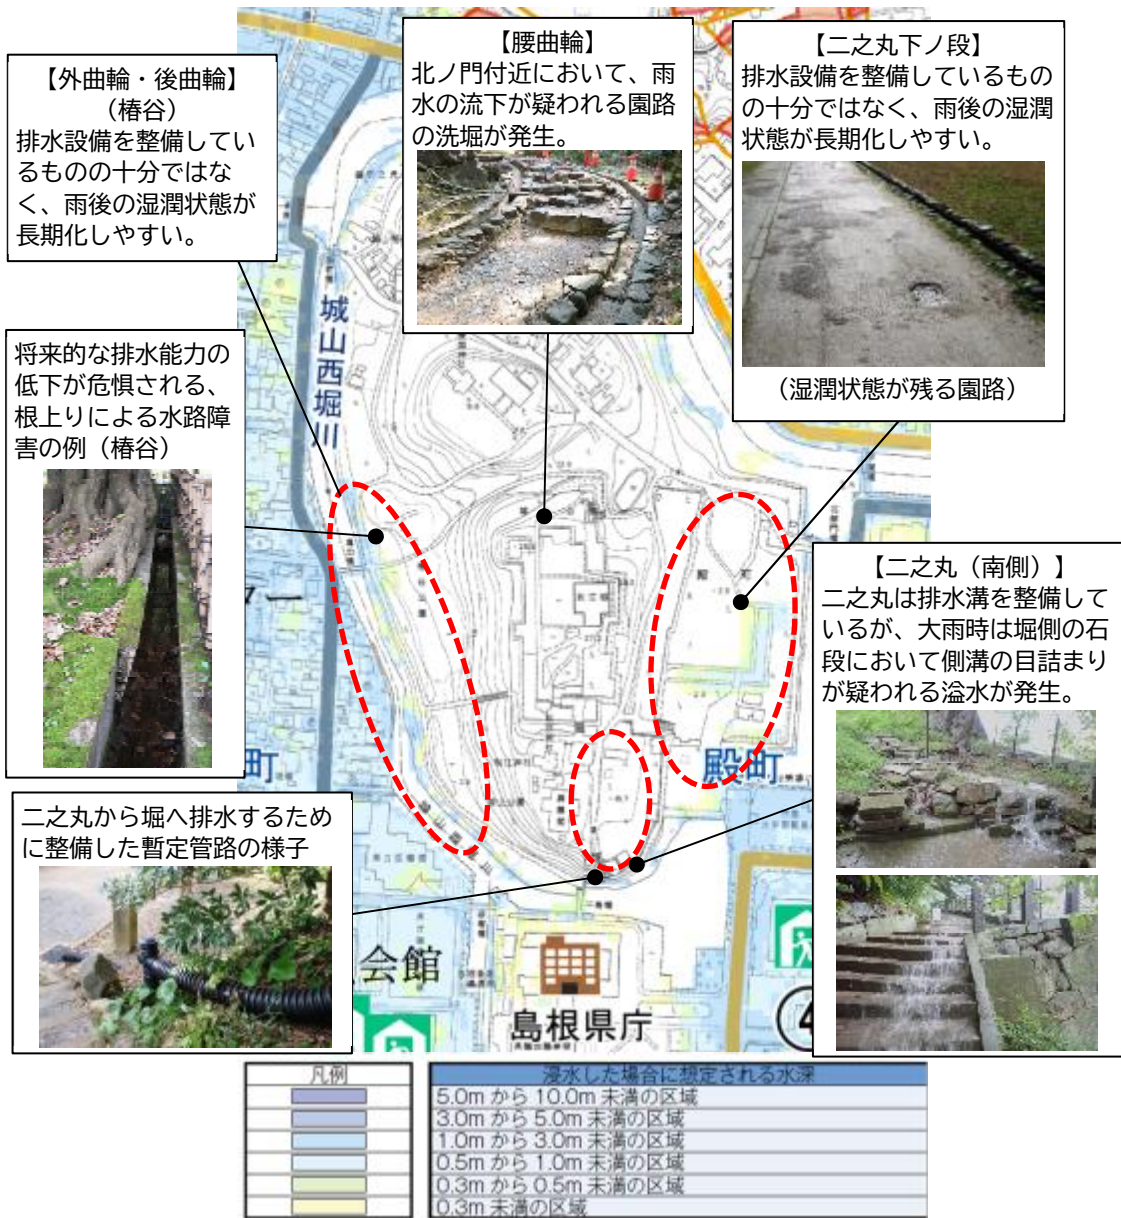 【外曲輪・後曲輪】
（椿谷）
排水設備を整備してい
るものの十分ではな
く、雨後の湿潤状態が
長期化しやすい。
【腰曲輪】
北ノ門付近において、雨
水の流下が疑われる園路
の洗堀が発生。
【二之丸下ノ段】
排水設備を整備しているもの
の十分ではなく、雨後の湿潤
状態が長期化しやすい。
（湿潤状態が残る園路）
将来的な排水能力の
低下が危惧される、
根上りによる水路障
害の例（椿谷）
城山西堀川
ター
【二之丸（南側）】
二之丸は排水溝を整備して
いるが、大雨時は堀側の石
段において側溝の目詰まり
が疑われる溢水が発生。
町
殿町
二之丸から堀へ排水するため
に整備した暫定管路の様子
会館
島根県庁
4
凡例
浸水した場合に想定される水深
5.0m から 10.0m 未満の区域
3.0m から 5.0m 未満の区域
1.0m から 3.0m 未満の区域
0.5m から 1.0m 未満の区域
0.3m から 0.5m 未満の区域
0.3m 未満の区域